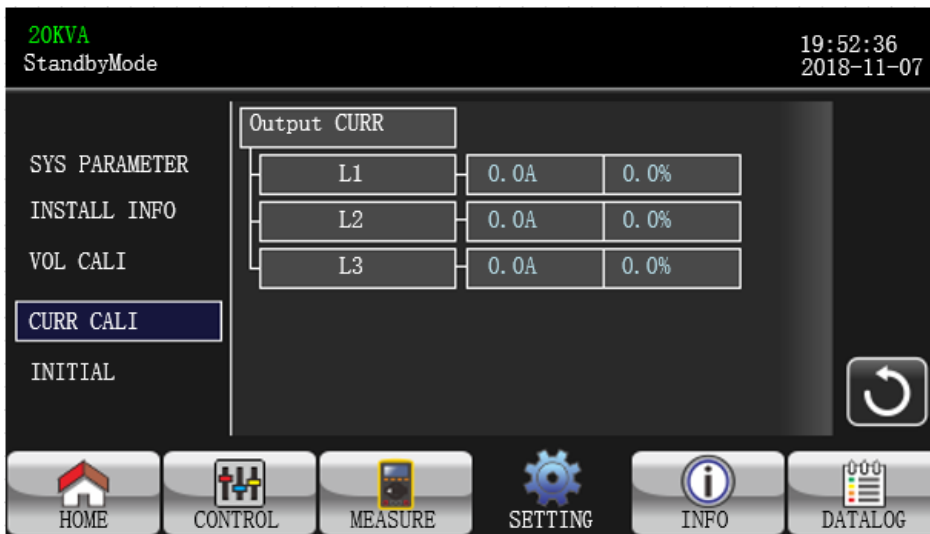 20KVA
StandbyMode
19:52:36
2018-11-07
SYS PARAMETER
INSTALL INFO
VOL CALI
CURR CALI
INITIAL
Output CURR
L1 0.0A 0.0%
L2 0.0A 0.0%
L3 0.0A 0.0%
HOME CONTROL MEASURE SETTING INFO DATALOG